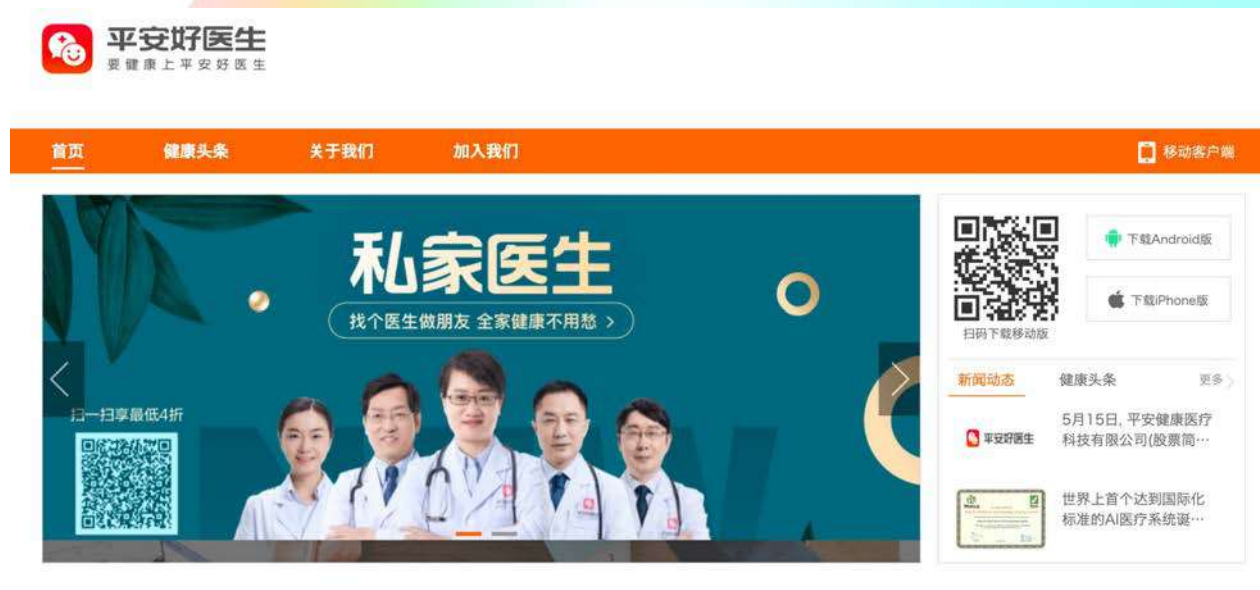 平安好医生
要健康上平安好医生
首页
健康头条
关于我们
加入我们
移动客户端
私家医生
找个医生做朋友 全家健康不用愁 >
扫一扫享最低4折
下载Android版
下载iPhone版
扫码下载移动版
新闻动态
健康头条
更多 >
平安好医生
5月15日, 平安健康医疗
科技有限公司(股票简…
世界上首个达到国际化
标准的AI医疗系统诞…